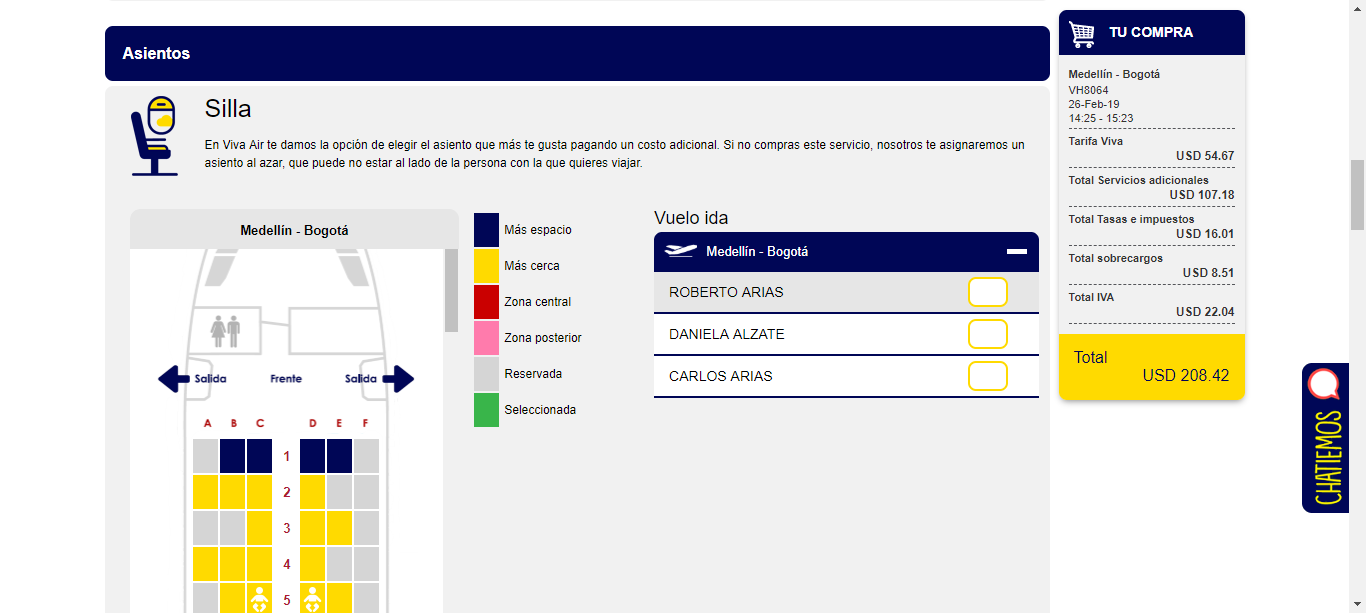 Asientos
Silla
En Viva Air te damos la opción de elegir el asiento que más te gusta pagando un costo adicional. Si no compras este servicio, nosotros te asignaremos un
asiento al azar, que puede no estar al lado de la persona con la que quieres viajar.
Medellín - Bogotá
Salida
Frente
Salida
A B C D E F
1
2
3
4
5
Más espacio
Más cerca
Zona central
Zona posterior
Reservada
Seleccionada
Vuelo ida
Medellín - Bogotá
ROBERTO ARIAS
DANIELA ALZATE
CARLOS ARIAS
TU COMPRA
Medellín - Bogotá
VH8064
26-Feb-19
14:25 - 15:23
Tarifa Viva
USD 54.67
Total Servicios adicionales
USD 107.18
Total Tasas e impuestos
USD 16.01
Total sobrecargos
USD 8.51
Total IVA
USD 22.04
Total
USD 208.42
CHATIEMOS